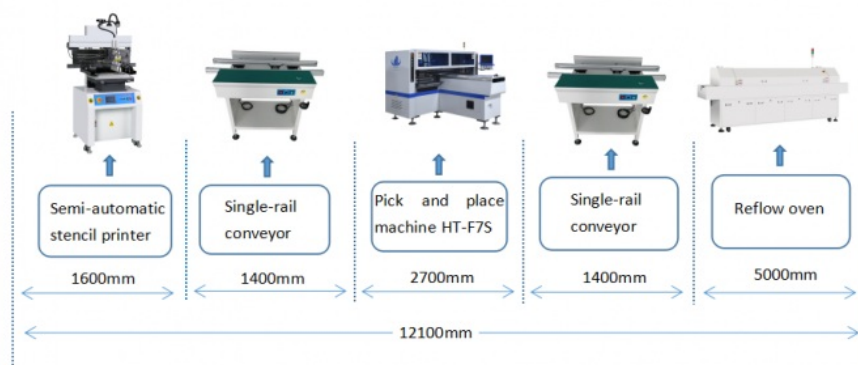 Semi-automatic
stencil printer
Single-rail
conveyor
Pick and place
machine HT-F7S
Single-rail
conveyor
Reflow oven
1600mm
1400mm
2700mm
1400mm
5000mm
12100mm